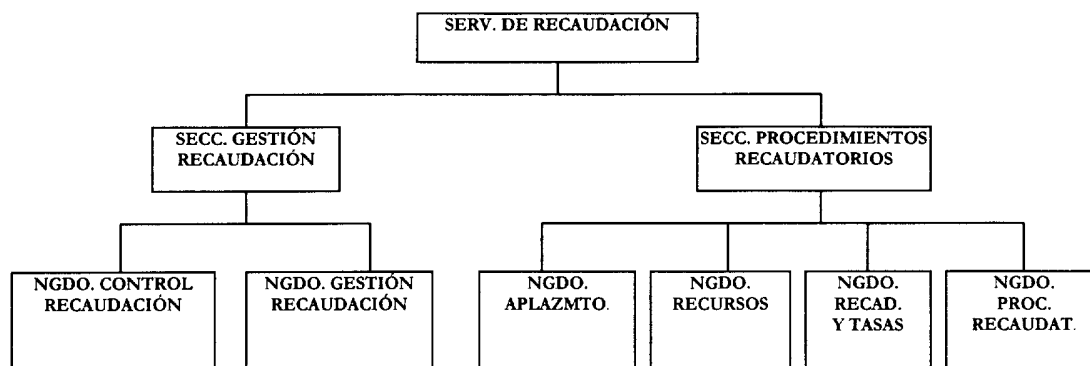 SERV. DE RECAUDACIÓN
SECC. GESTIÓN
RECAUDACIÓN
SECC. PROCEDIMIENTOS
RECAUDATORIOS
NGDO. CONTROL
RECAUDACIÓN
NGDO. GESTIÓN
RECAUDACIÓN
NGDO.
APLAZMTO.
NGDO.
RECURSOS
NGDO.
RECAD.
Y TASAS
NGDO.
PROC.
RECAUDAT.